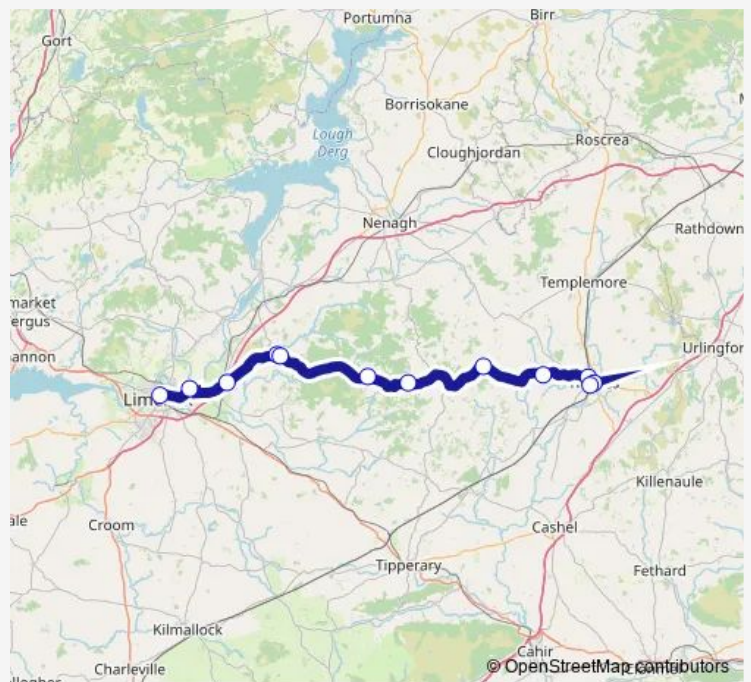 Portumna
Birr
Gort
Borrisokane
Lough
Derg
Cloughjordan
Roscrea
Nenagh
Rathdown
Templemore
market
ergus
annon
Urlingfor
Lim
Killenaule
ale
Croom
Cashel
Tipperary
Fethard
Kilmallock
Cahir
Charleville
© OpenStreetMap contributors